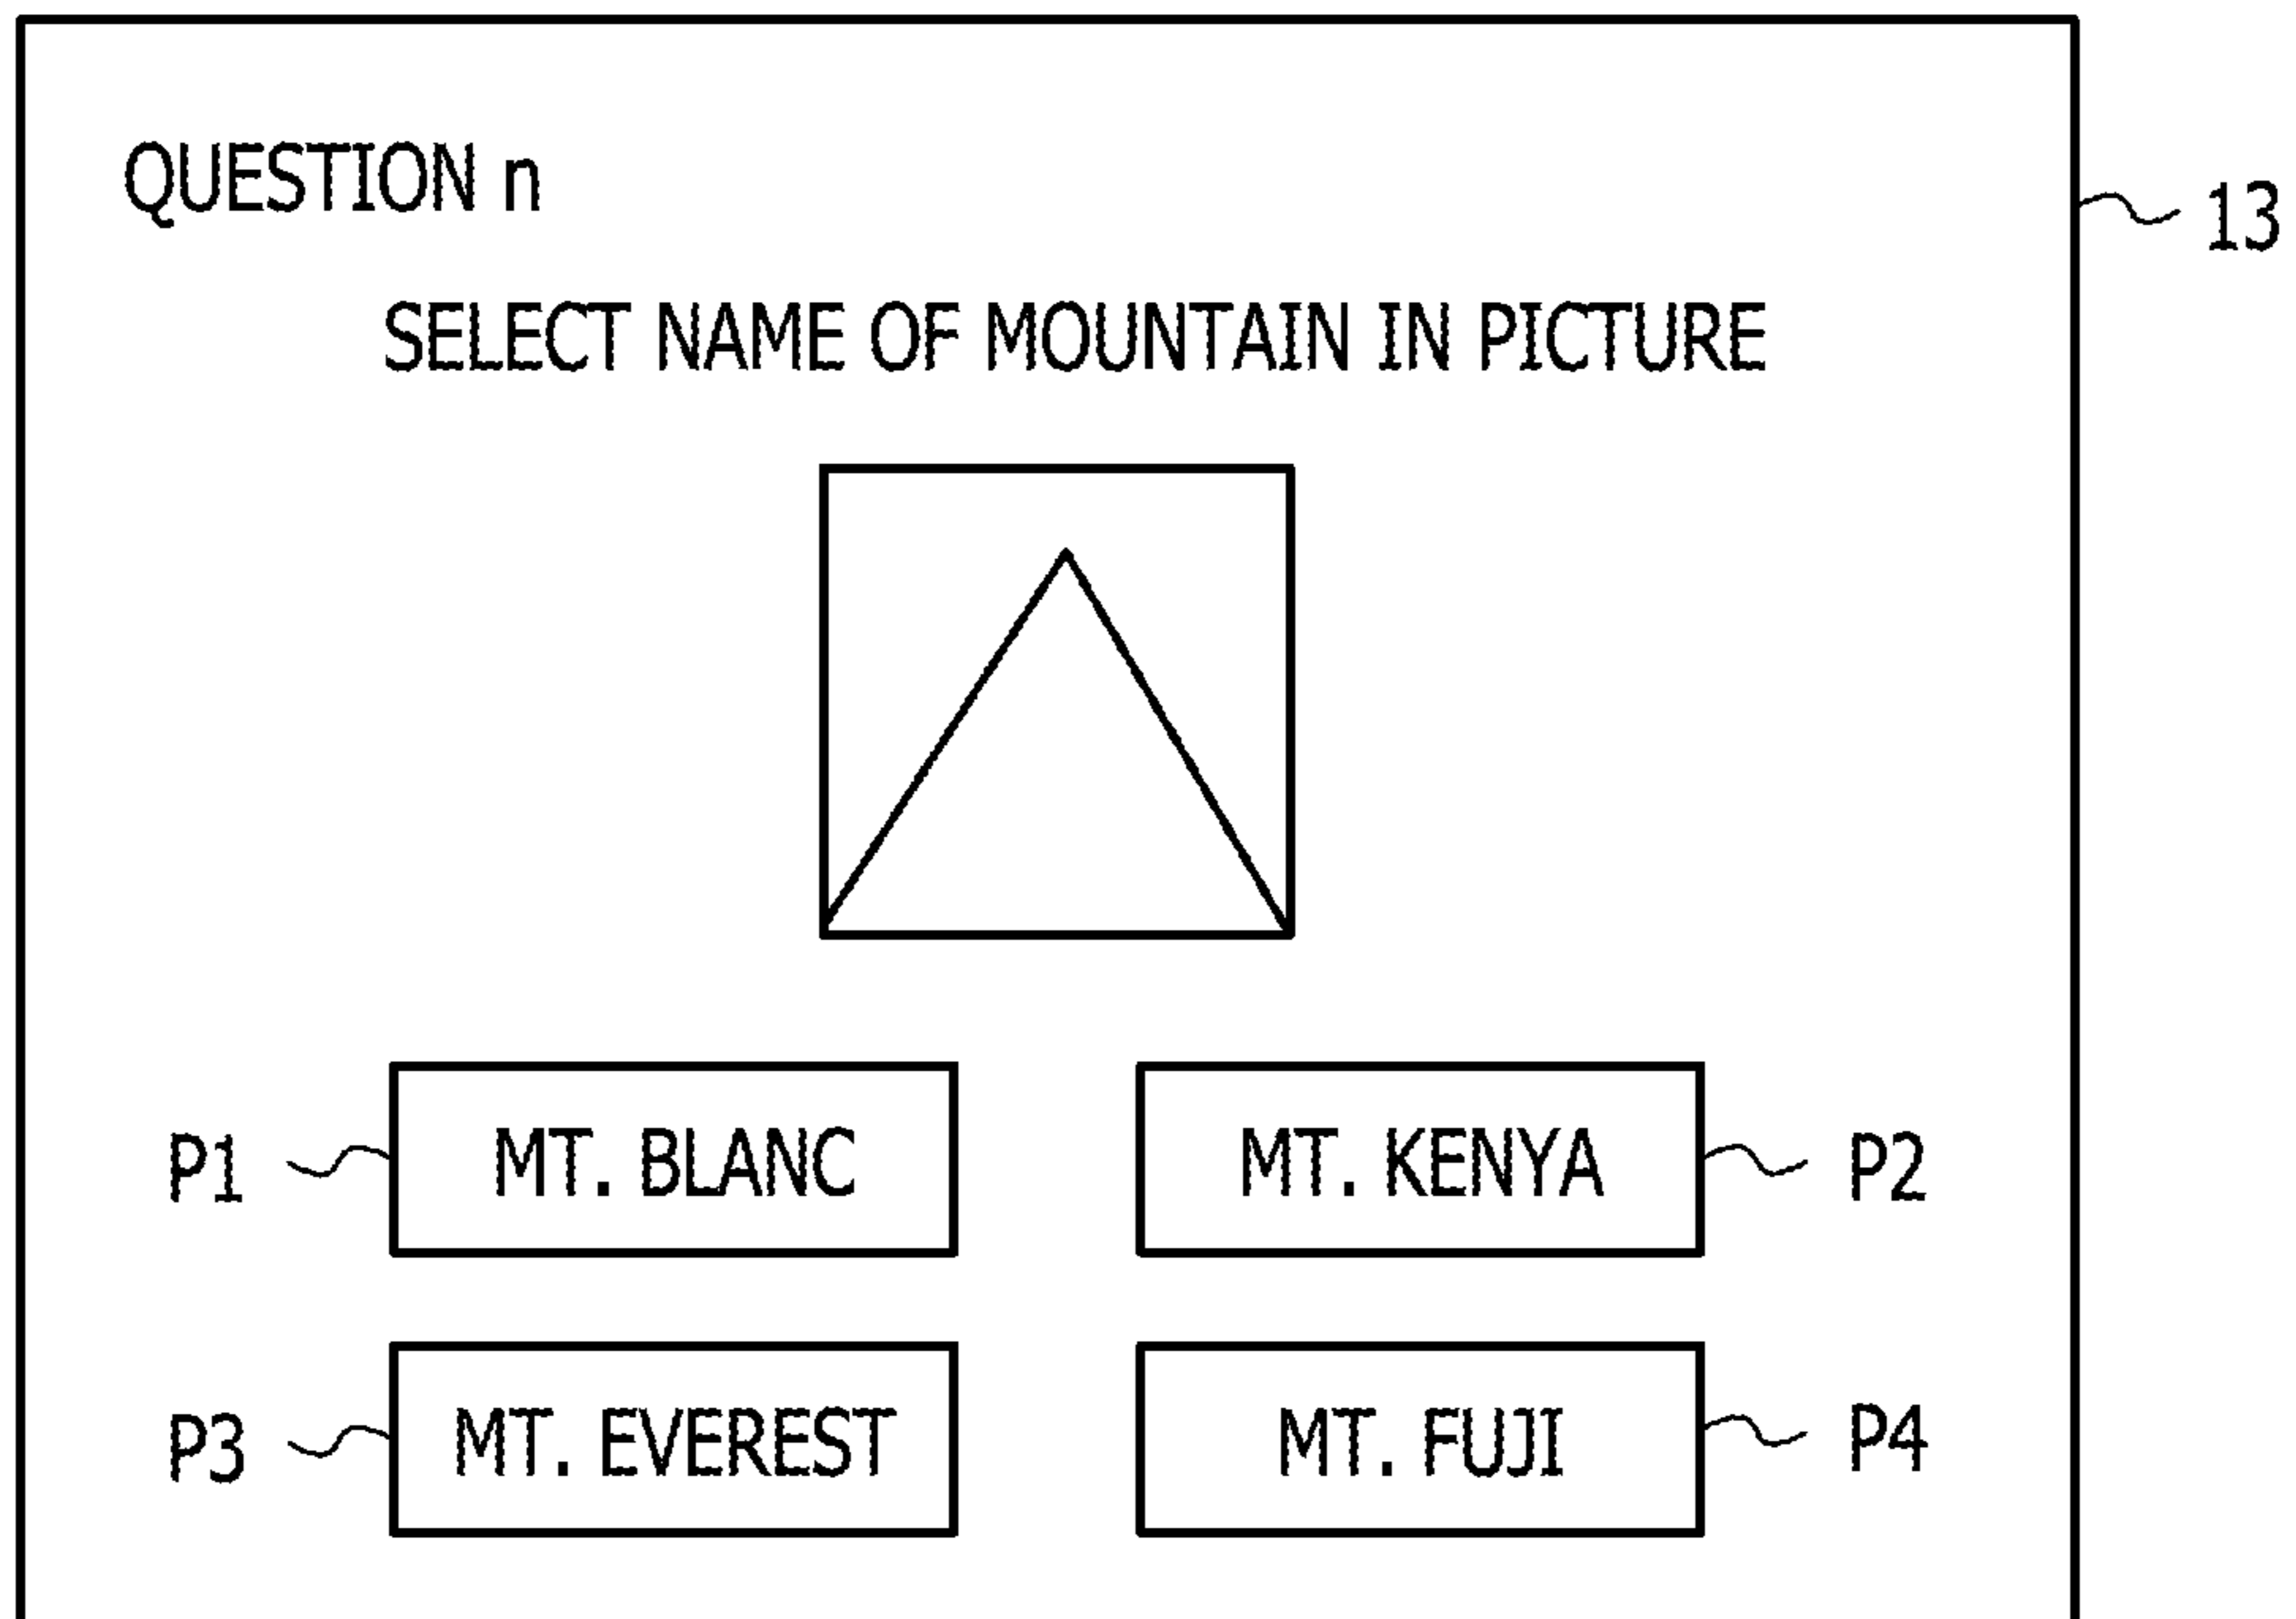 QUESTION n
13
SELECT NAME OF MOUNTAIN IN PICTURE
P1 MT. BLANC MT. KENYA P2
P3 MT. EVEREST MT. FUJI P4